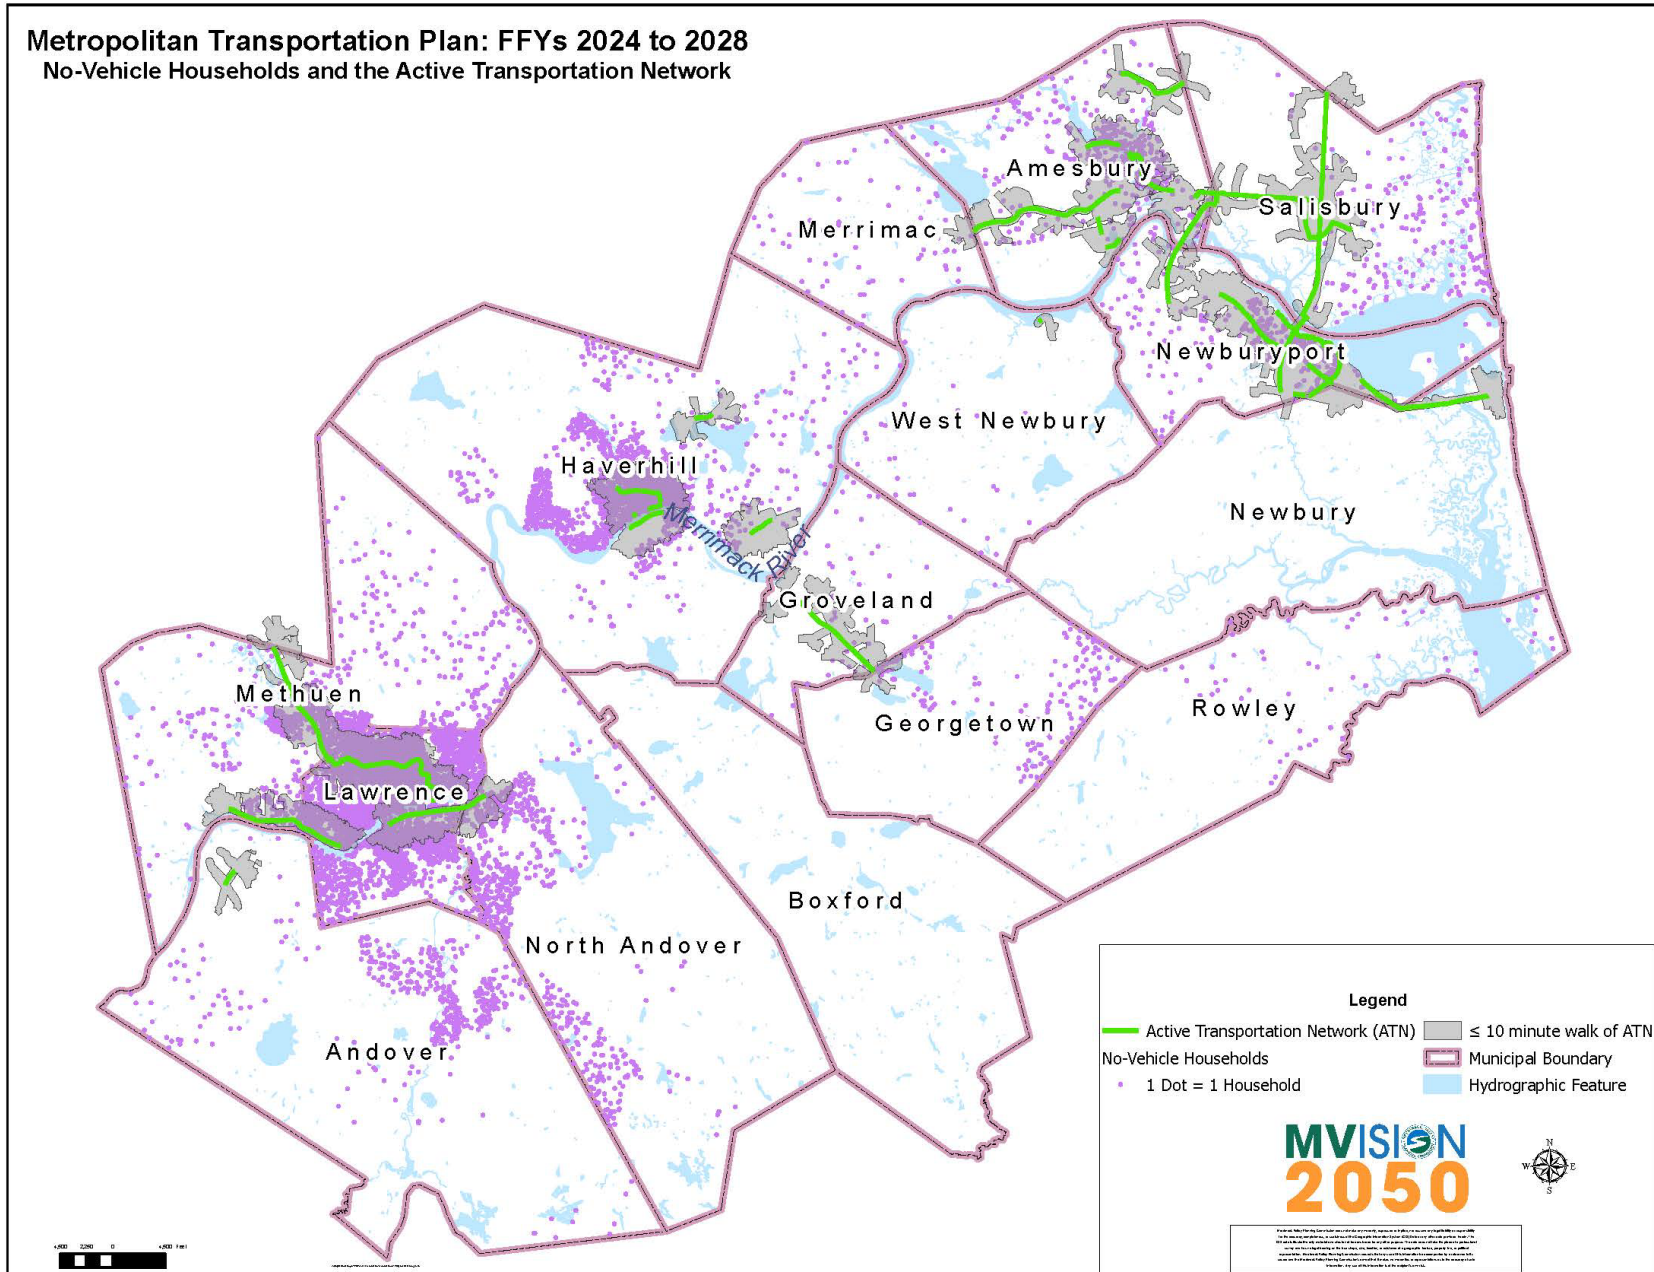 Metropolitan Transportation Plan: FFYs 2024 to 2028
No-Vehicle Households and the Active Transportation Network
Amesbury
Salisbury
Merrimac
Newburyport
West Newbury
Haverhill
Newbury
Merrimack River
Groveland
Methuen
Rowley
Georgetown
Lawrence
Boxford
North Andover
Andover
Legend
Active Transportation Network (ATN)
≤ 10 minute walk of ATN
No-Vehicle Households
Municipal Boundary
1 Dot = 1 Household
Hydrographic Feature
MVISION
2050
N
W E
S
0
Feet